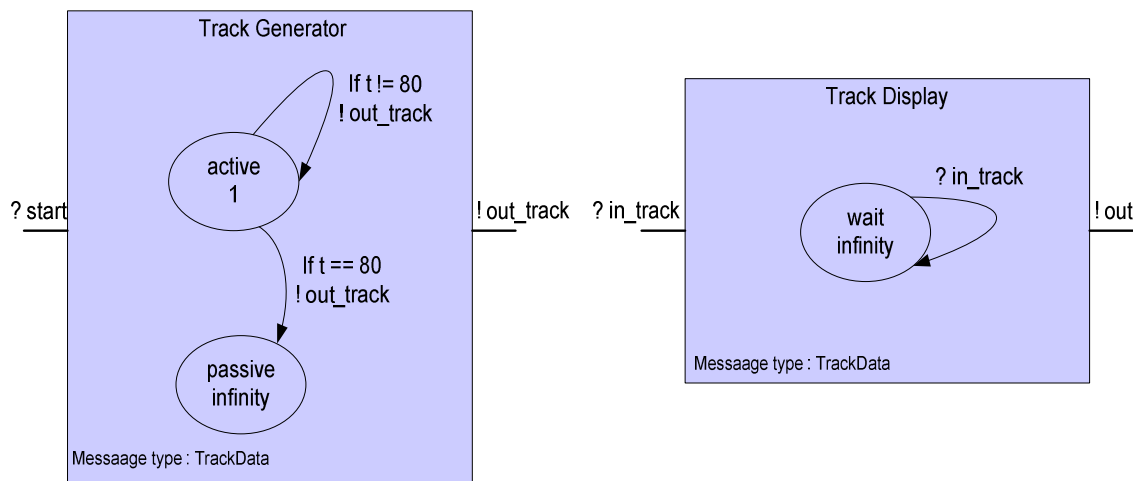 Track Generator
If t != 80
! out_track
active
1
? start
! out_track
If t == 80
! out_track
passive
infinity
Messaage type : TrackData
Track Display
? in_track
? in_track
wait
infinity
! out
Messaage type : TrackData